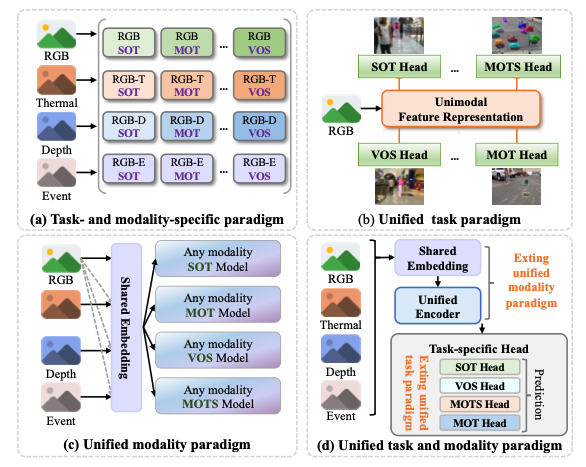 RGB
Thermal
Depth
Event
RGB
SOT
RGB
MOT
...
RGB
VOS
RGB-T
SOT
RGB-T
MOT
...
RGB-T
VOS
RGB-D
SOT
RGB-D
MOT
...
RGB-D
VOS
RGB-E
SOT
RGB-E
MOT
...
RGB-E
VOS
(a) Task- and modality-specific paradigm
SOT Head
...
MOTS Head
RGB
Unimodal
Feature Representation
VOS Head
...
MOT Head
(b) Unified task paradigm
RGB
Depth
Event
Shared Embedding
Any modality
SOT Model
Any modality
MOT Model
Any modality
VOS Model
Any modality
MOTS Model
(c) Unified modality paradigm
RGB
Thermal
Depth
Event
Shared
Embedding
Unified
Encoder
Exting
unified
modality
paradigm
Task-specific Head
Exting unified
task paradigm
SOT Head
VOS Head
MOTS Head
MOT Head
Prediction
(d) Unified task and modality paradigm